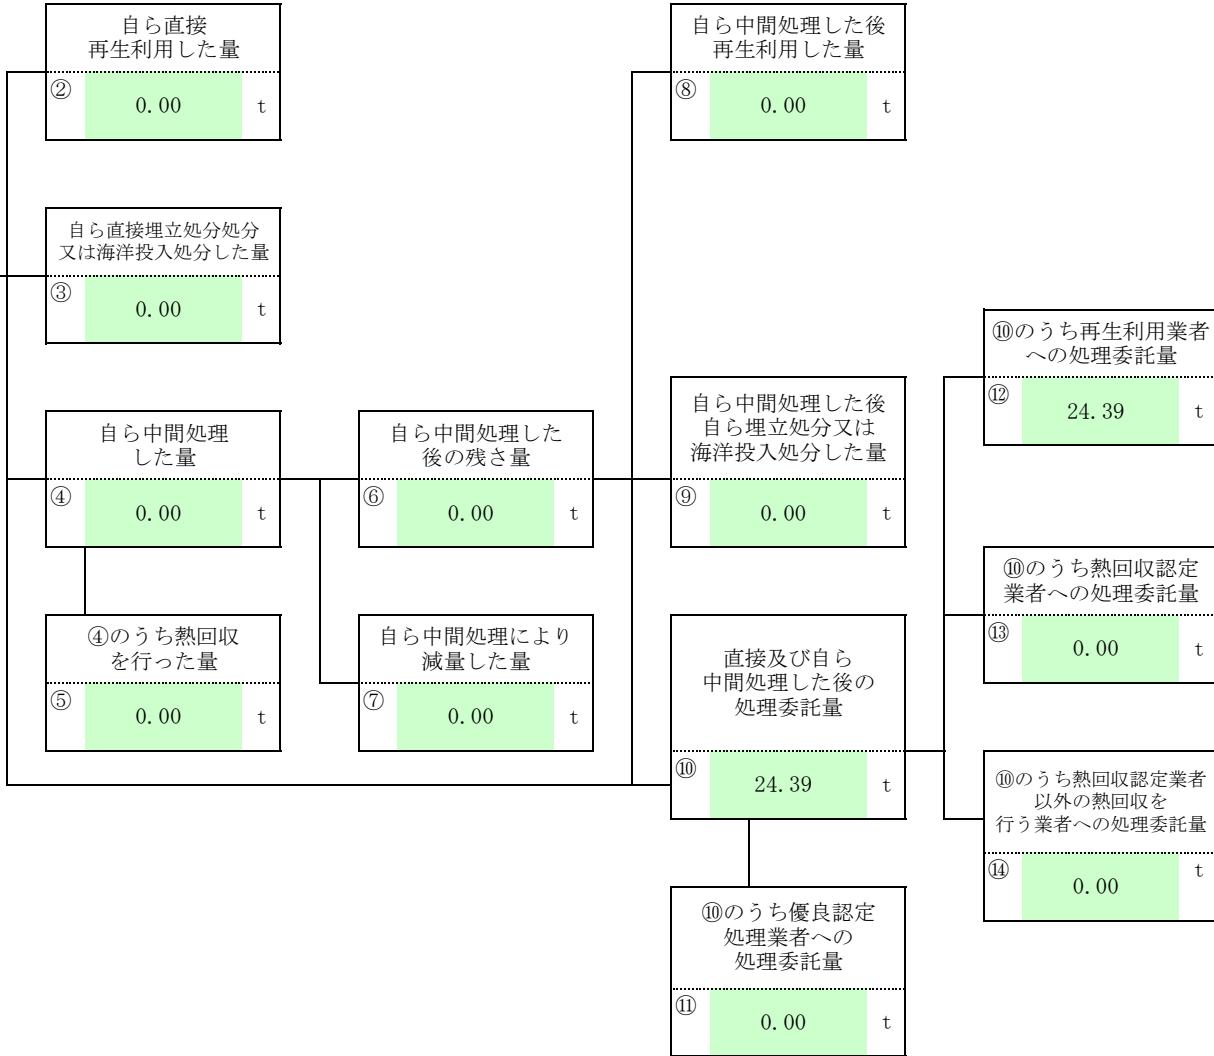 自ら直接
再生利用した量
②
0.00
t
自ら直接埋立処分処分
又は海洋投入処分した量
③
0.00
t
自ら中間処理
した量
④
0.00
t
④のうち熱回収
を行った量
⑤
0.00
t
自ら中間処理した
後の残さ量
⑥
0.00
t
自ら中間処理により
減量した量
⑦
0.00
t
自ら中間処理した後
再生利用した量
⑧
0.00
t
自ら中間処理した後
自ら埋立処分又は
海洋投入処分した量
⑨
0.00
t
直接及び自ら
中間処理した後の
処理委託量
⑩
24.39
t
⑩のうち優良認定
処理業者への
処理委託量
⑪
0.00
t
⑩のうち再生利用業者
への処理委託量
⑫
24.39
t
⑩のうち熱回収認定
業者への処理委託量
⑬
0.00
t
⑩のうち熱回収認定業者
以外の熱回収を
行う業者への処理委託量
⑭
0.00
t